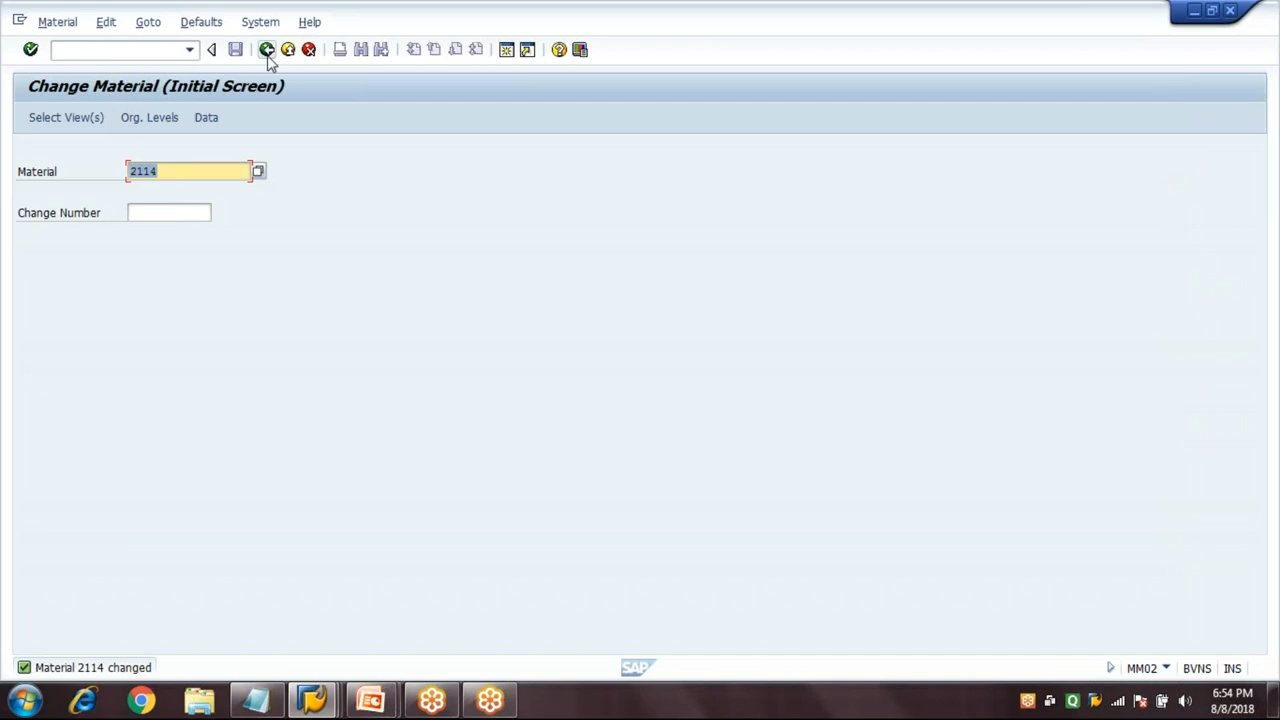 Material Edit Goto Defaults System Help
Change Material (Initial Screen)
Select View(s) Org. Levels Data
Material 2114
Change Number
Material 2114 changed
SAP
MM02 BVNS INS
6:54 PM
8/8/2018